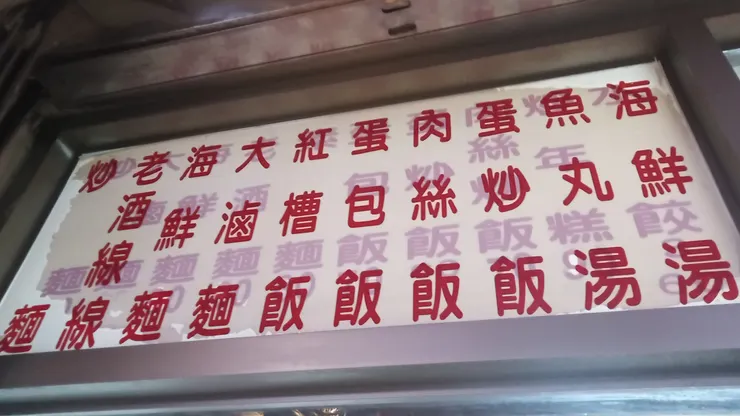 海鮮湯
魚丸湯
蛋炒飯
肉絲飯
蛋包飯
紅槽飯
大滷麵
海鮮麵
老酒線線
炒麵